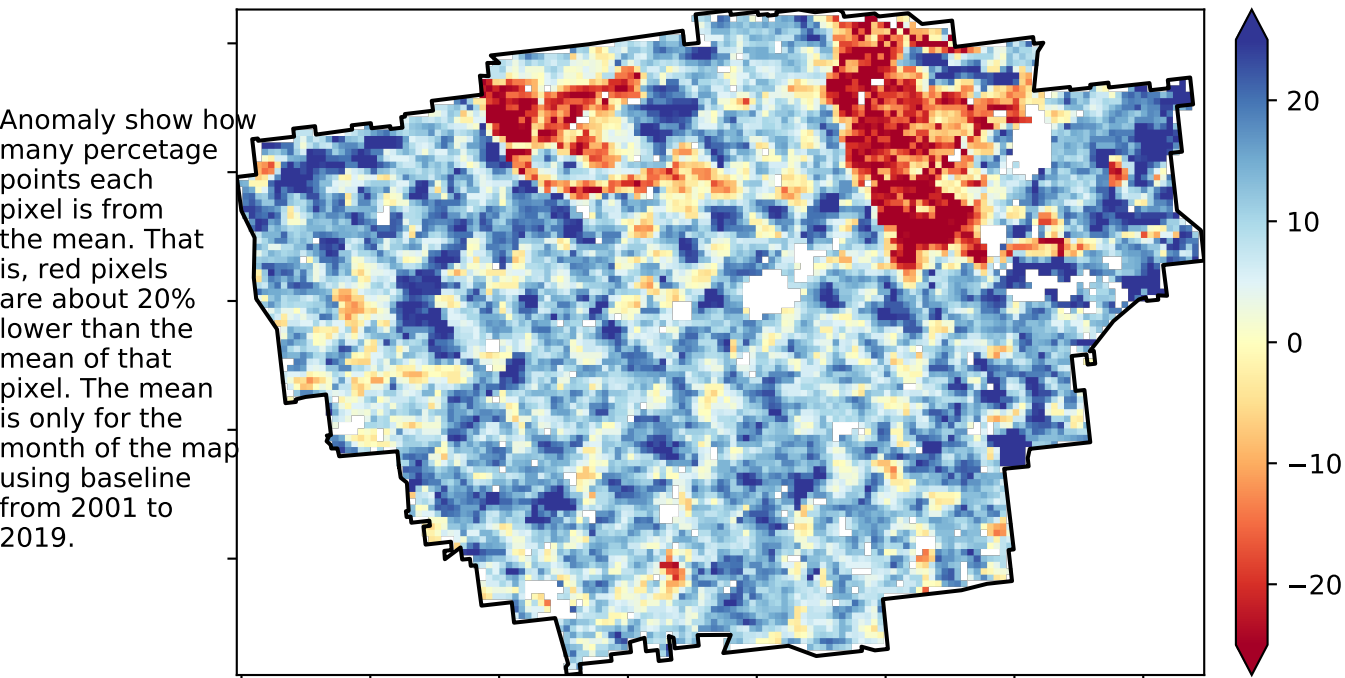 Anomaly show how
many percetage
points each
pixel is from
the mean. That
is, red pixels
are about 20%
lower than the
mean of that
pixel. The mean
is only for the
month of the map
using baseline
from 2001 to
2019.
20
10
0
−10
−20